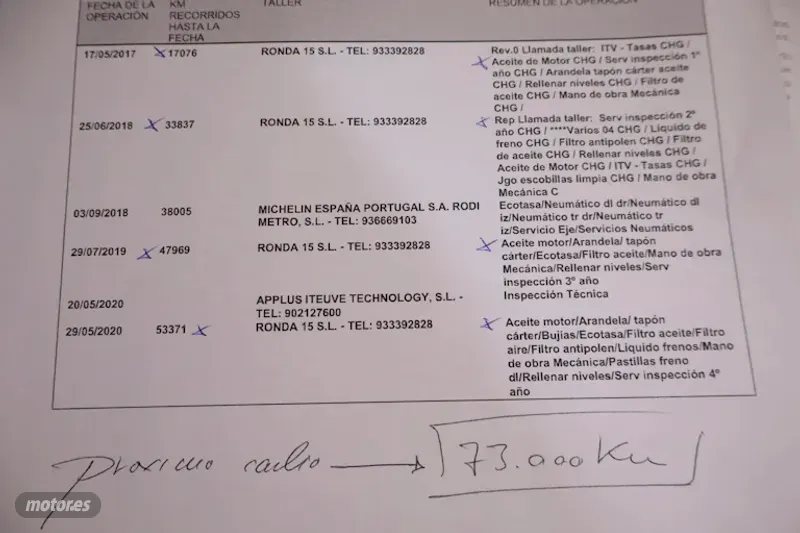 FECHA DE LA
OPERACIÓN
KM
RECORRIDOS
HASTA LA
FECHA
TALLER
RESUMEN DE LA OPERACIÓN
17/05/2017
17076
RONDA 15 S.L. - TEL: 933392828
Rev.0 Llamada taller: ITV - Tasas CHG /
Aceite de Motor CHG / Serv inspección 1º
año CHG / Arandela tapón cárter aceite
CHG / Rellenar niveles CHG / Filtro de
aceite CHG / Mano de obra Mecánica
CHG /
25/06/2018
33837
RONDA 15 S.L. - TEL: 933392828
Rep Llamada taller: Serv inspección 2º
año CHG / ****Varios 04 CHG / Liquido de
freno CHG / Filtro antipolen CHG / Filtro
de aceite CHG / Rellenar niveles CHG /
Aceite de Motor CHG / ITV - Tasas CHG /
Jgo escobillas limpia CHG / Mano de obra
Mecánica C
03/09/2018
38005
MICHELIN ESPAÑA PORTUGAL S.A. RODI
METRO, S.L. - TEL: 936669103
Ecotasa/Neumático dl dr/Neumático dl
iz/Neumático tr dr/Neumático tr
iz/Servicio Eje/Servicios Neumáticos
29/07/2019
47969
RONDA 15 S.L. - TEL: 933392828
Aceite motor/Arandela/ tapón
cárter/Ecotasa/Filtro aceite/Mano de obra
Mecánica/Rellenar niveles/Serv
inspección 3º año
20/05/2020
APPLUS ITEUVE TECHNOLOGY, S.L. -
TEL: 902127600
Inspección Técnica
29/05/2020
53371
RONDA 15 S.L. - TEL: 933392828
Aceite motor/Arandela/ tapón
cárter/Bujias/Ecotasa/Filtro aceite/Filtro
aire/Filtro antipolen/Liquido frenos/Mano
de obra Mecánica/Pastillas freno
dl/Rellenar niveles/Serv inspección 4º
año
Proximo cambio → 73.000 Km
motor.es